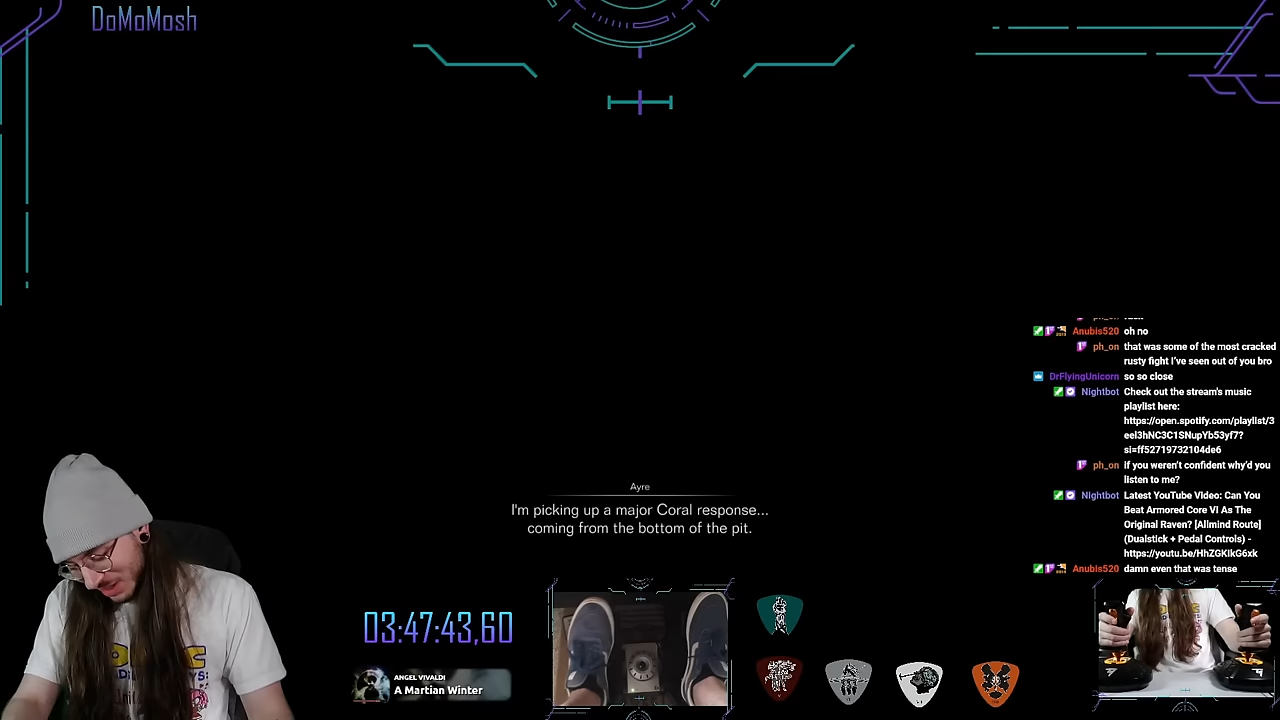 DoMoMosh
Anubis520 oh no
ph_on that was some of the most cracked
rusty fight I've seen out of you bro
DrFlyingUnicorn so so close
Nightbot Check out the stream's music
playlist here:
https://open.spotify.com/playlist/3
eel3hNC3C1SNupYb53yf7?
si=ff52719732104de6
ph_on if you weren't confident why'd you
listen to me?
Nightbot Latest YouTube Video: Can You
Beat Armored Core VI As The
Original Raven? [Allmind Route]
(Dualstick + Pedal Controls) -
https://youtu.be/HhZGKIkG6xk
Anubis520 damn even that was tense
Ayre
I'm picking up a major Coral response...
coming from the bottom of the pit.
03:47:43,60
ANGEL VIVALDI
A Martian Winter